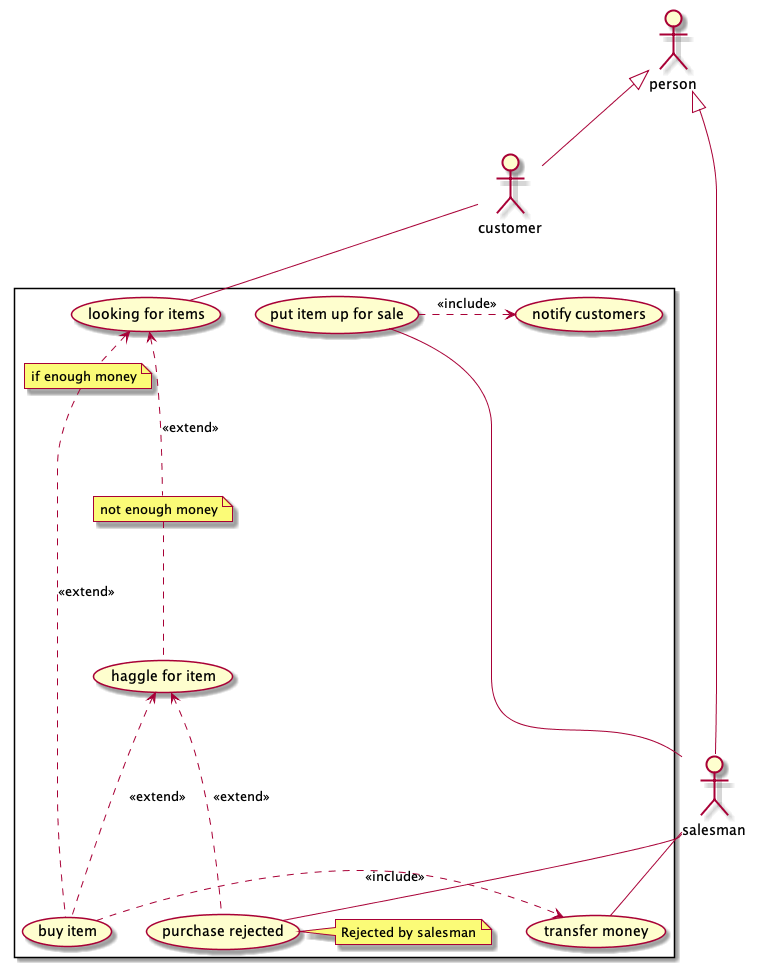 person
customer
looking for items
put item up for sale
«include»
notify customers
if enough money
«extend»
not enough money
«extend»
haggle for item
«extend»
«extend»
salesman
«include»
buy item
purchase rejected
Rejected by salesman
transfer money